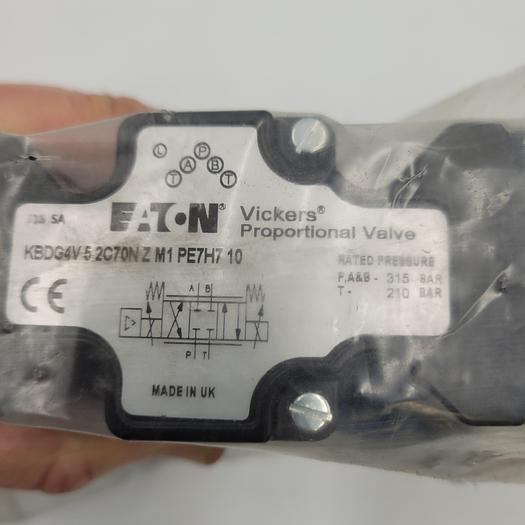 L P
T A B T
EATON® Vickers®
Proportional Valve
SA
KBDG4V 5 2C70N Z M1 PE7H7 10
RATED PRESSURE
P,A&B - 315 BAR
T - 210 BAR
CE
A B
P T
MADE IN UK